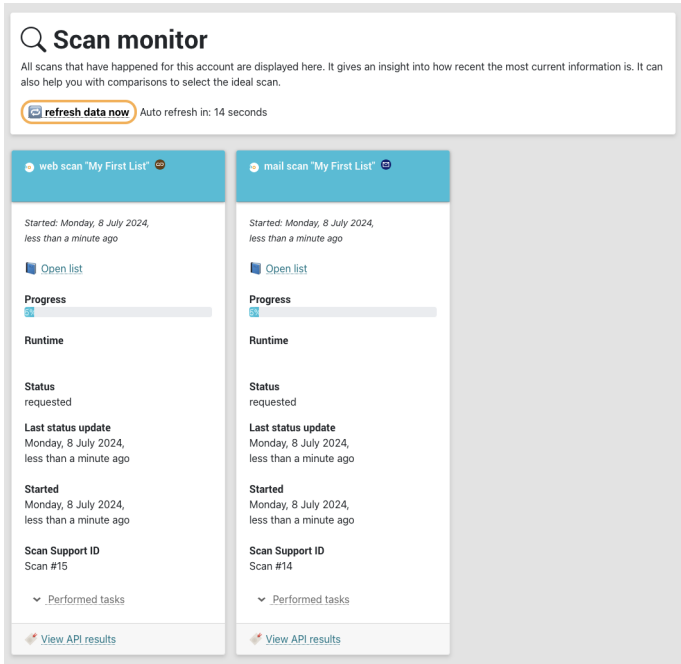 Scan monitor
All scans that have happened for this account are displayed here. It gives an insight into how recent the most current information is. It can
also help you with comparisons to select the ideal scan.
refresh data now Auto refresh in: 14 seconds
web scan "My First List"
Started: Monday, 8 July 2024,
less than a minute ago
Open list
Progress
Runtime
Status
requested
Last status update
Monday, 8 July 2024,
less than a minute ago
Started
Monday, 8 July 2024,
less than a minute ago
Scan Support ID
Scan #15
Performed tasks
View API results
mail scan "My First List"
Started: Monday, 8 July 2024,
less than a minute ago
Open list
Progress
Runtime
Status
requested
Last status update
Monday, 8 July 2024,
less than a minute ago
Started
Monday, 8 July 2024,
less than a minute ago
Scan Support ID
Scan #14
Performed tasks
View API results